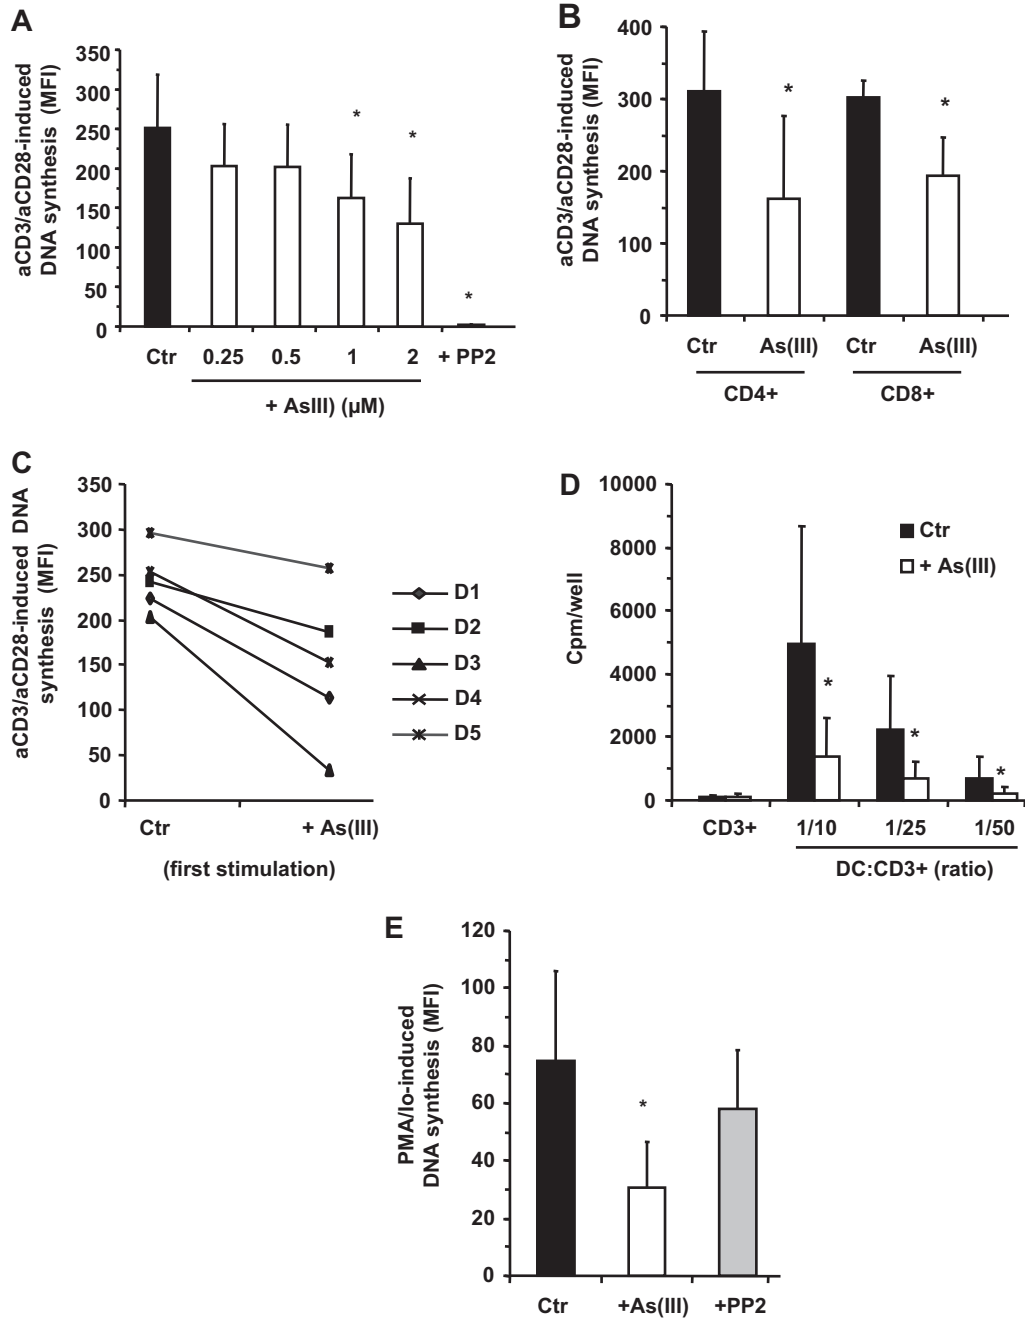 A
aCD3/aCD28-induced
DNA synthesis (MFI)
350
300
250
200
150
100
50
0
*
*
*
Ctr 0.25 0.5 1 2 + PP2
+ AsIII) (µM)
B
aCD3/aCD28-induced
DNA synthesis (MFI)
400
300
200
100
0
*
*
Ctr As(III) Ctr As(III)
CD4+ CD8+
C
aCD3/aCD28-induced DNA
synthesis (MFI)
350
300
250
200
150
100
50
0
D1
D2
D3
D4
D5
Ctr + As(III)
(first stimulation)
D
Cpm/well
10000
8000
6000
4000
2000
0
Ctr
+ As(III)
*
*
*
CD3+ 1/10 1/25 1/50
DC:CD3+ (ratio)
E
PMA/Io-induced
DNA synthesis (MFI)
120
100
80
60
40
20
0
*
Ctr +As(III) +PP2